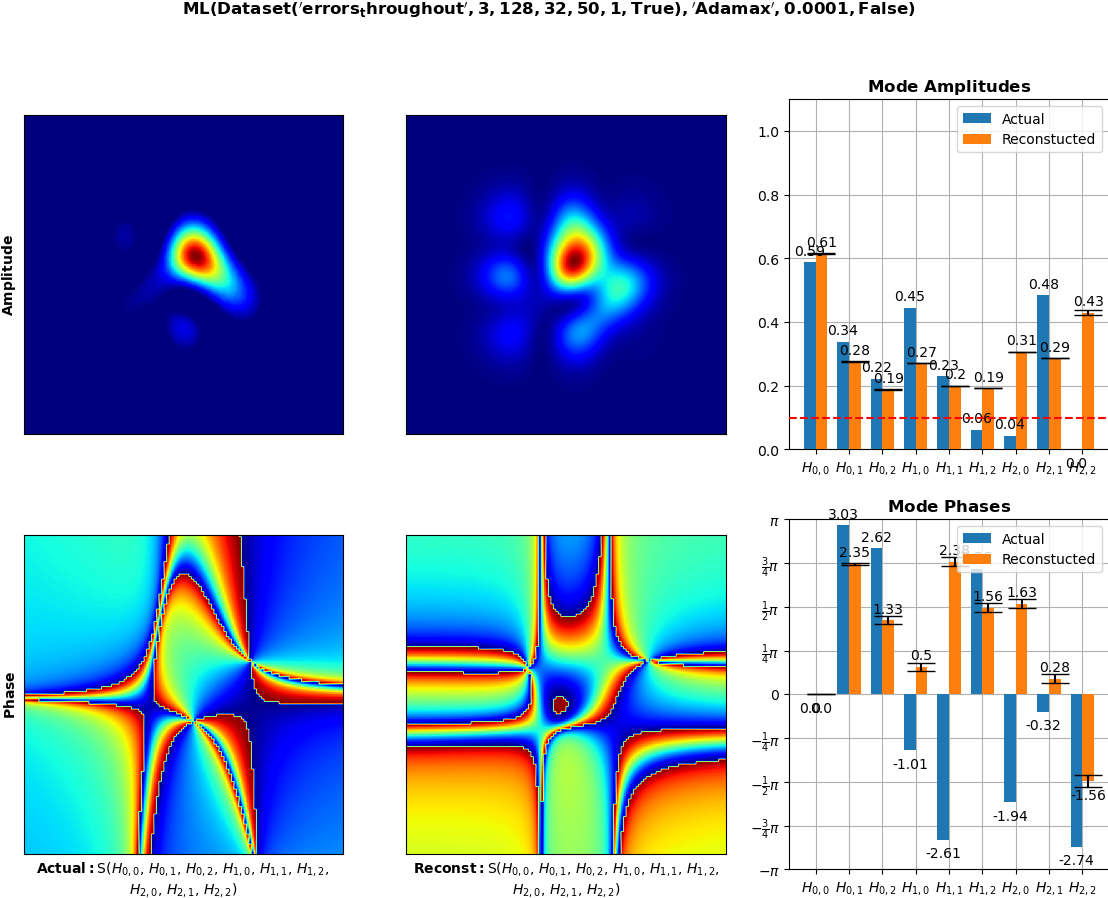 ML(Dataset('errors_throughout', 3, 128, 32, 50, 1, True), 'Adamax', 0.0001, False)
Amplitude
Mode Amplitudes
Actual
Reconstucted
1.0
0.8
0.6
0.4
0.2
0.0
0.59
0.61
0.34
0.28
0.22
0.19
0.45
0.27
0.23
0.2
0.06
0.19
0.04
0.31
0.48
0.29
0.0
0.43
H0,0 H0,1 H0,2 H1,0 H1,1 H1,2 H2,0 H2,1 H2,2
Phase
Mode Phases
Actual
Reconstucted
π
3/4π
1/2π
1/4π
0
−1/4π
−1/2π
−3/4π
−π
0.0
0.0
3.03
2.35
2.62
1.33
-1.01
0.5
-2.61
1.56
-1.94
1.63
-0.32
0.28
-2.74
-1.56
H0,0 H0,1 H0,2 H1,0 H1,1 H1,2 H2,0 H2,1 H2,2
Actual: S(H0,0, H0,1, H0,2, H1,0, H1,1, H1,2,
H2,0, H2,1, H2,2)
Reconst: S(H0,0, H0,1, H0,2, H1,0, H1,1, H1,2,
H2,0, H2,1, H2,2)